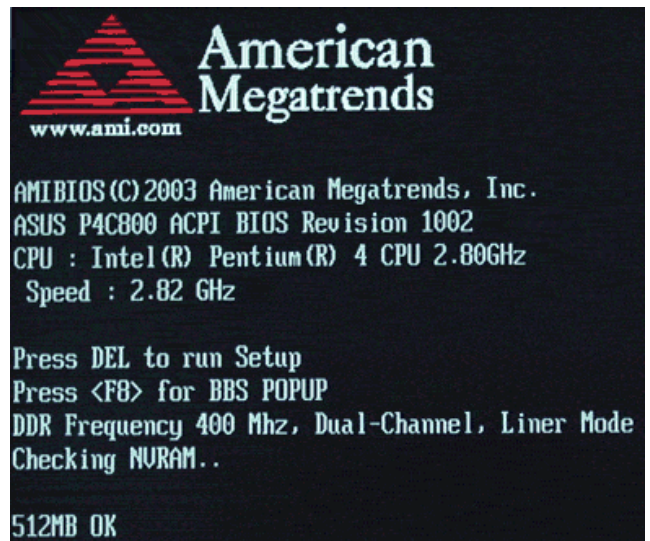 American
Megatrends
www.ami.com
AMIBIOS(C)2003 American Megatrends, Inc.
ASUS P4C800 ACPI BIOS Revision 1002
CPU : Intel(R) Pentium(R) 4 CPU 2.80GHz
Speed : 2.82 GHz
Press DEL to run Setup
Press <F8> for BBS POPUP
DDR Frequency 400 Mhz, Dual-Channel, Liner Mode
Checking NVRAM..
512MB OK